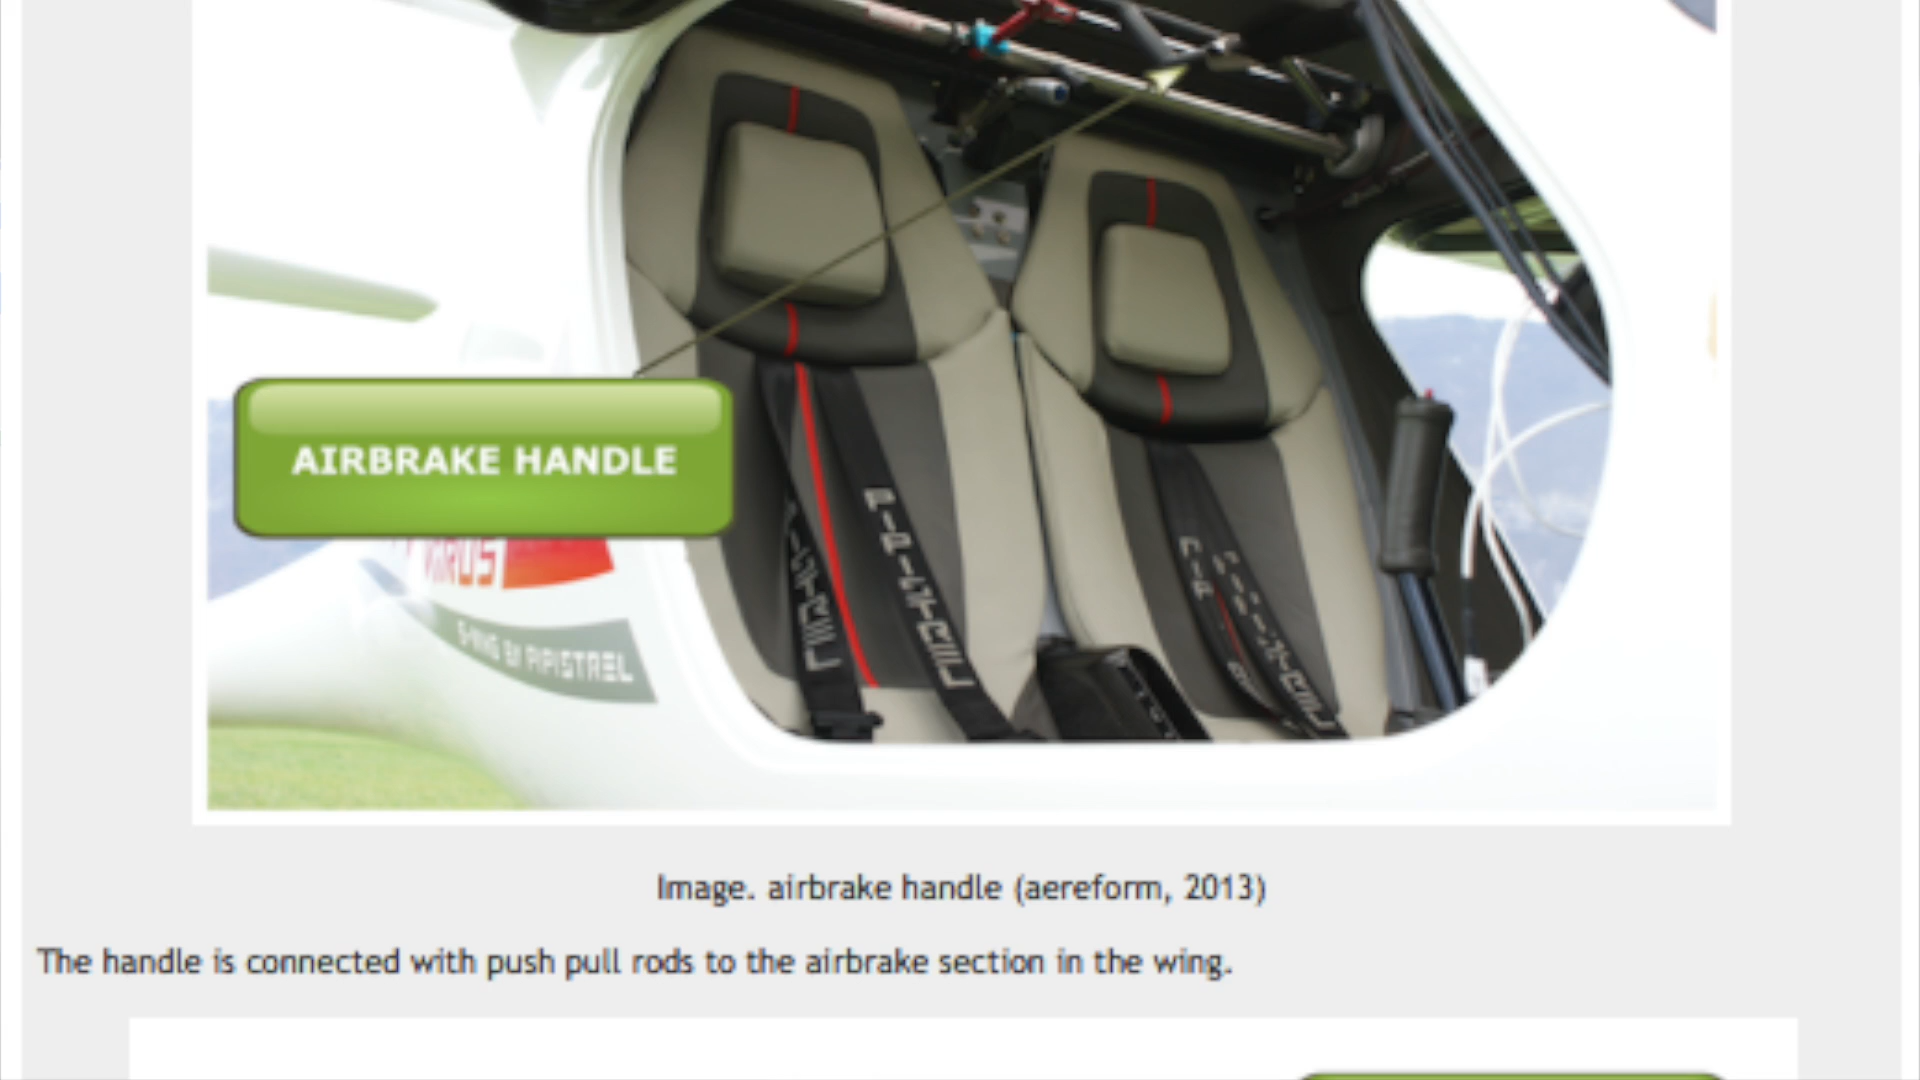 AIRBRAKE HANDLE
VIRUS
S-WING BY PIPISTREL
PIPISTREL
PIPISTREL
PIPISTREL
Image. airbrake handle (aereform, 2013)
The handle is connected with push pull rods to the airbrake section in the wing.